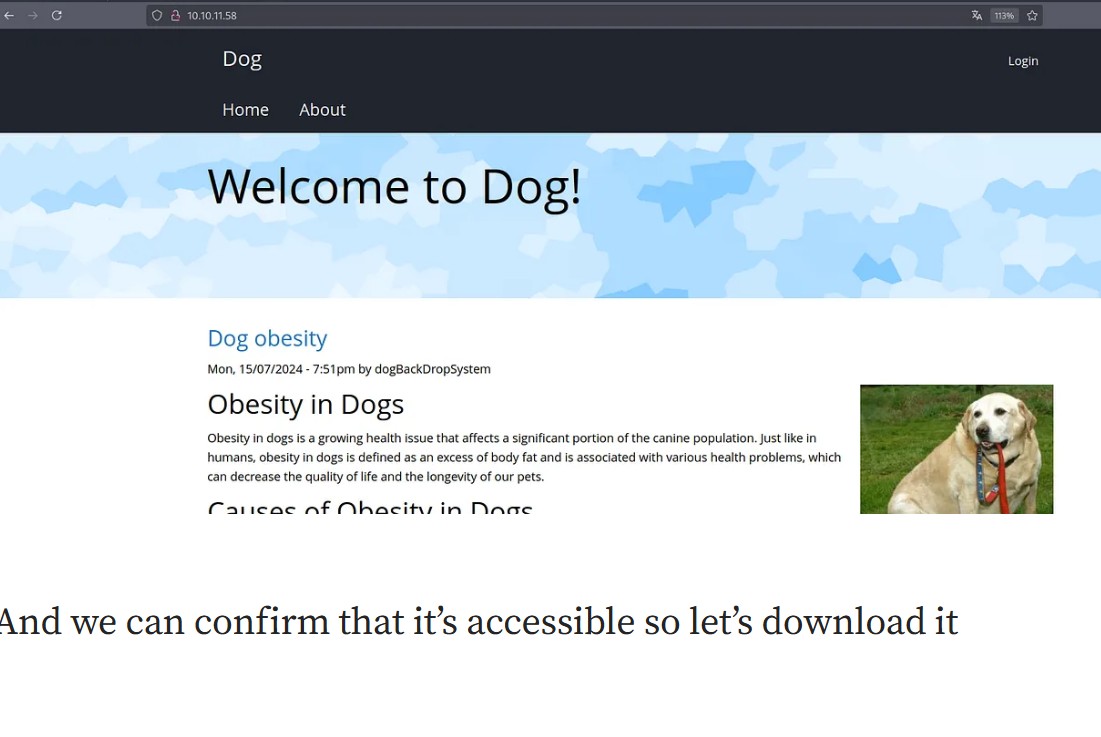 10.10.11.58
113%
Dog
Login
Home About
Welcome to Dog!
Dog obesity
Mon, 15/07/2024 - 7:51pm by dogBackDropSystem
Obesity in Dogs
Obesity in dogs is a growing health issue that affects a significant portion of the canine population. Just like in
humans, obesity in dogs is defined as an excess of body fat and is associated with various health problems, which
can decrease the quality of life and the longevity of our pets.
Causes of Obesity in Dogs
And we can confirm that it’s accessible so let’s download it